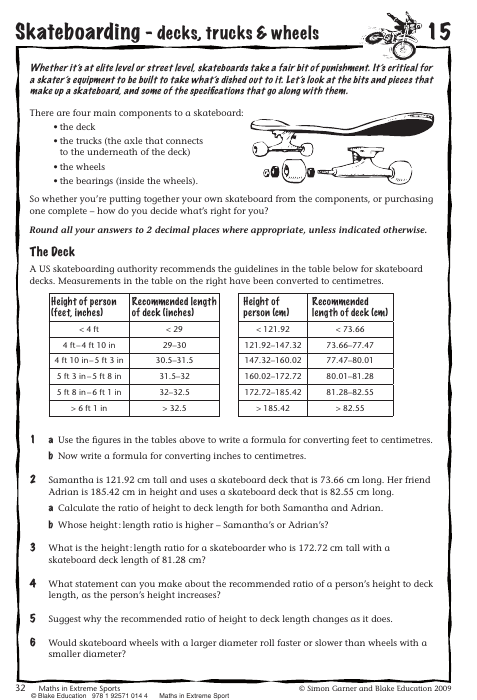 Skateboarding - decks, trucks & wheels 15
Whether it's at elite level or street level, skateboards take a fair bit of punishment. It's critical for
a skater's equipment to be built to take what's dished out to it. Let's look at the bits and pieces that
make up a skateboard, and some of the specifications that go along with them.
There are four main components to a skateboard:
• the deck
• the trucks (the axle that connects
to the underneath of the deck)
• the wheels
• the bearings (inside the wheels).
So whether you're putting together your own skateboard from the components, or purchasing
one complete – how do you decide what's right for you?
Round all your answers to 2 decimal places where appropriate, unless indicated otherwise.
The Deck
A US skateboarding authority recommends the guidelines in the table below for skateboard
decks. Measurements in the table on the right have been converted to centimetres.
Height of person Recommended length Height of Recommended
(feet, inches) of deck (inches) person (cm) length of deck (cm)
< 4 ft < 29 < 121.92 < 73.66
4 ft–4 ft 10 in 29–30 121.92–147.32 73.66–77.47
4 ft 10 in–5 ft 3 in 30.5–31.5 147.32–160.02 77.47–80.01
5 ft 3 in–5 ft 8 in 31.5–32 160.02–172.72 80.01–81.28
5 ft 8 in–6 ft 1 in 32–32.5 172.72–185.42 81.28–82.55
> 6 ft 1 in > 32.5 > 185.42 > 82.55
1 a Use the figures in the tables above to write a formula for converting feet to centimetres.
b Now write a formula for converting inches to centimetres.
2 Samantha is 121.92 cm tall and uses a skateboard deck that is 73.66 cm long. Her friend
Adrian is 185.42 cm in height and uses a skateboard deck that is 82.55 cm long.
a Calculate the ratio of height to deck length for both Samantha and Adrian.
b Whose height:length ratio is higher – Samantha's or Adrian's?
3 What is the height:length ratio for a skateboarder who is 172.72 cm tall with a
skateboard deck length of 81.28 cm?
4 What statement can you make about the recommended ratio of a person's height to deck
length, as the person's height increases?
5 Suggest why the recommended ratio of height to deck length changes as it does.
6 Would skateboard wheels with a larger diameter roll faster or slower than wheels with a
smaller diameter?
32 Maths in Extreme Sports © Simon Garner and Blake Education 2009
© Blake Education 978 1 92571 014 4 Maths in Extreme Sport